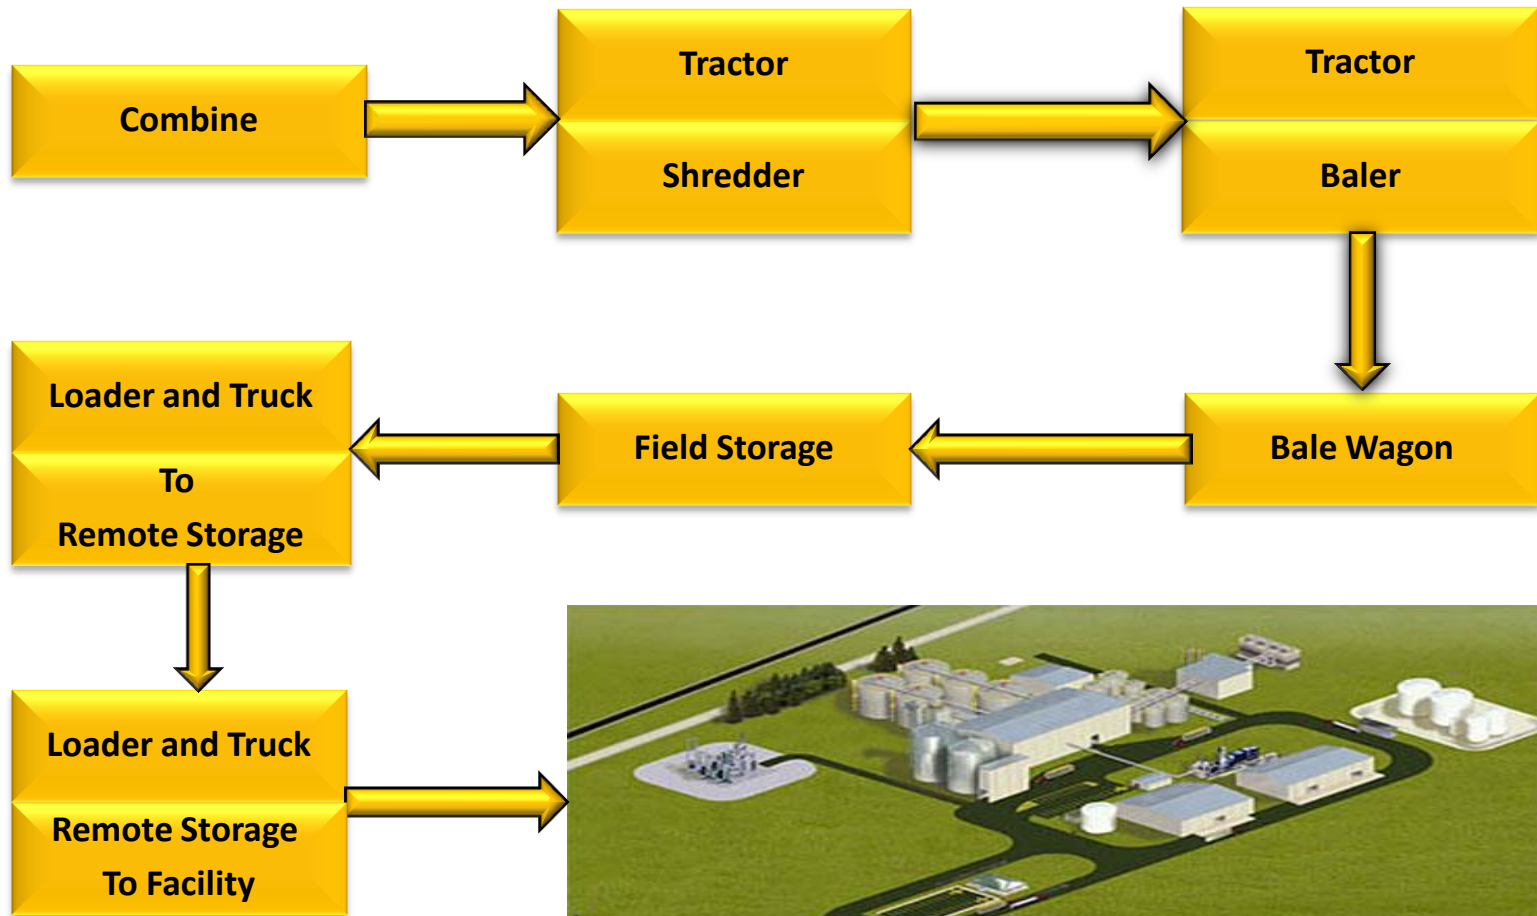 Combine
Tractor
Shredder
Tractor
Baler
Bale Wagon
Field Storage
Loader and Truck
To
Remote Storage
Loader and Truck
Remote Storage
To Facility